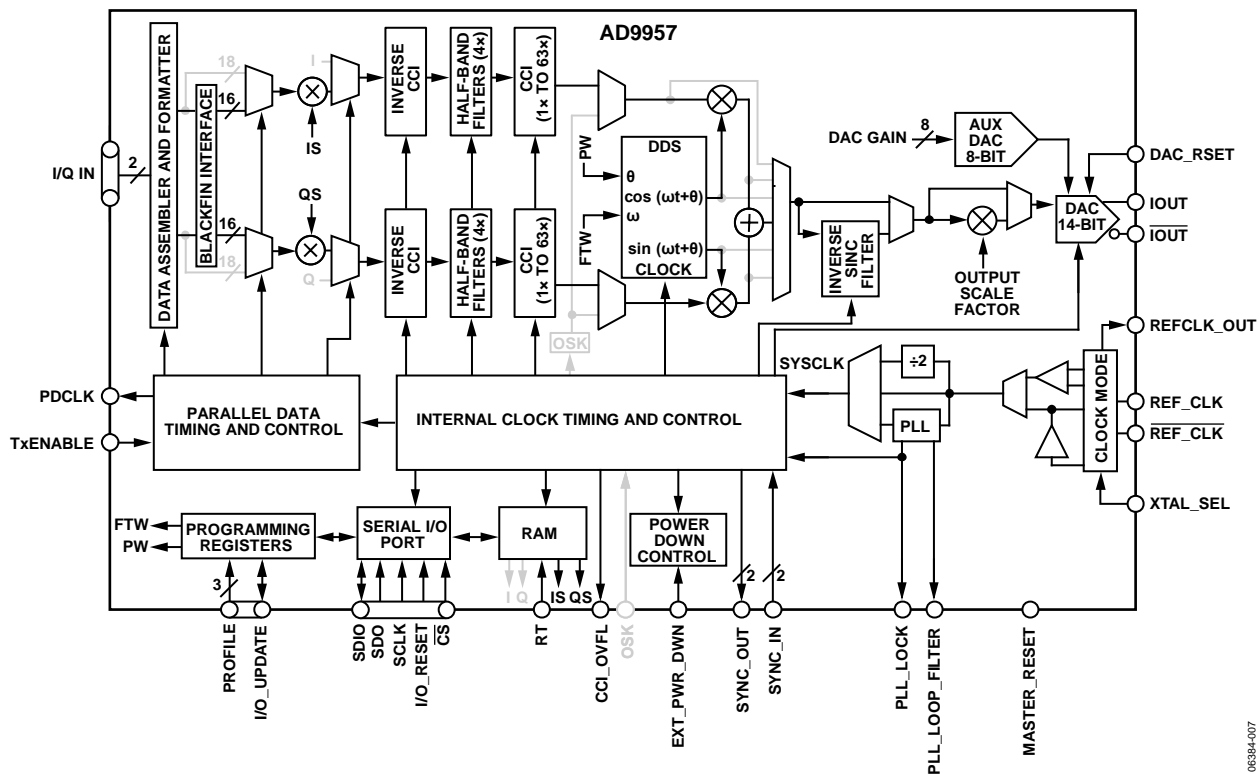 AD9957
I/Q IN
2
DATA ASSEMBLER AND FORMATTER
BLACKFIN INTERFACE
18
16
IS
I
INVERSE
CCI
HALF-BAND
FILTERS (4×)
CCI
(1× TO 63×)
QS
16
18
Q
INVERSE
CCI
HALF-BAND
FILTERS (4×)
CCI
(1× TO 63×)
OSK
PW
FTW
DDS
θ
cos (ωt+θ)
ω
sin (ωt+θ)
CLOCK
INVERSE
SINC
FILTER
OUTPUT
SCALE
FACTOR
DAC GAIN
8
AUX
DAC
8-BIT
DAC
14-BIT
DAC_RSET
IOUT
IOUT
REFCLK_OUT
REF_CLK
REF_CLK
XTAL_SEL
CLOCK MODE
SYSCLK
÷2
PLL
PDCLK
TxENABLE
PARALLEL DATA
TIMING AND CONTROL
INTERNAL CLOCK TIMING AND CONTROL
FTW
PW
PROGRAMMING
REGISTERS
SERIAL I/O
PORT
RAM
POWER
DOWN
CONTROL
3
I
Q
IS
QS
2
2
PROFILE
I/O_UPDATE
SDIO
SDO
SCLK
I/O_RESET
CS
RT
CCI_OVFL
OSK
EXT_PWR_DWN
SYNC_OUT
SYNC_IN
PLL_LOCK
PLL_LOOP_FILTER
MASTER_RESET
06384-007